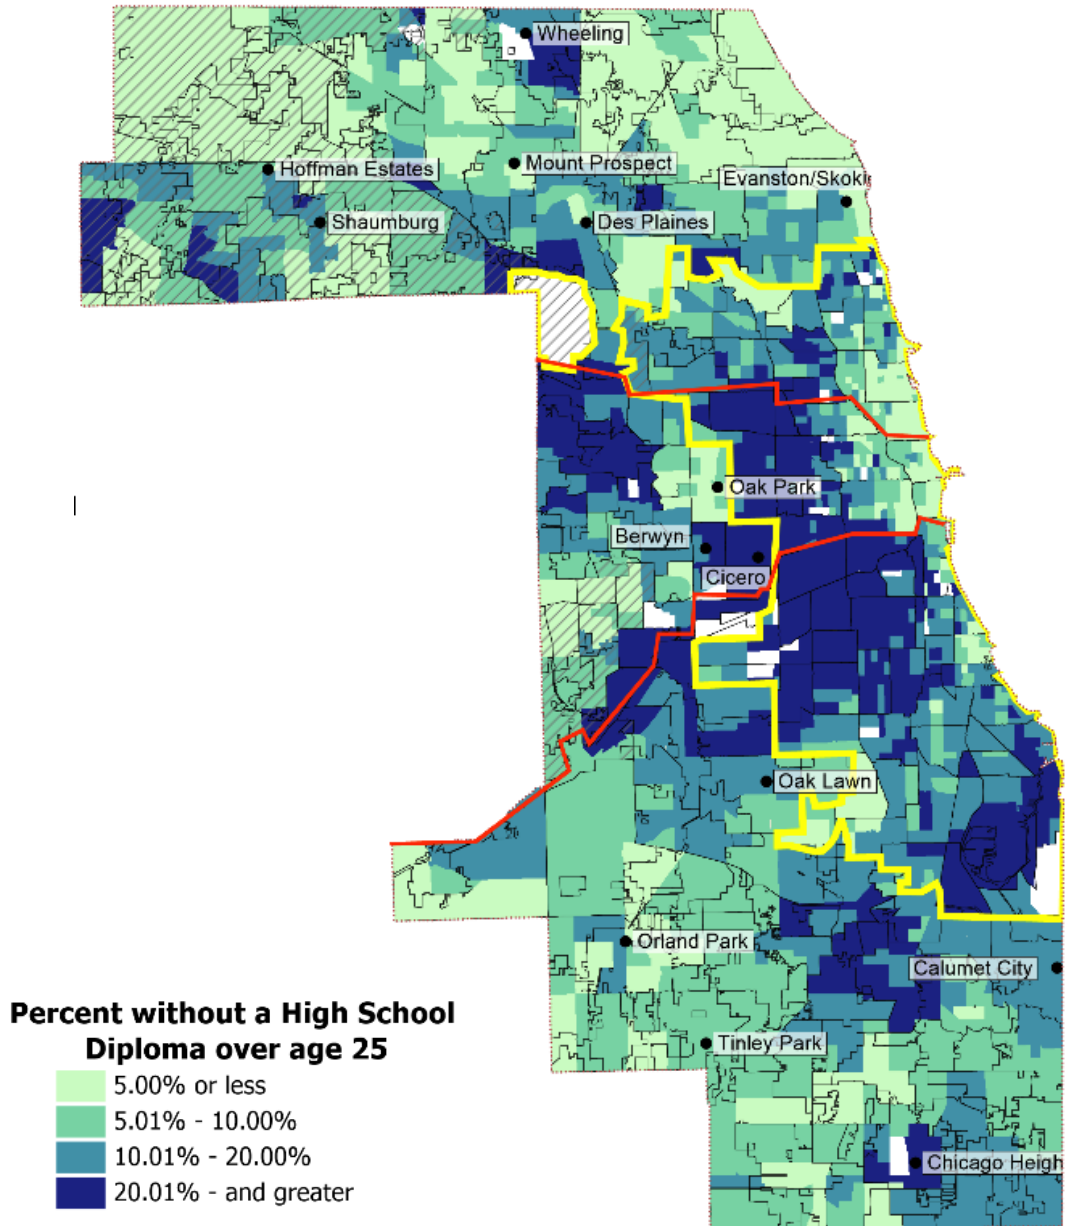 Wheeling
Mount Prospect
Hoffman Estates
Evanston/Skoki
Shaumburg
Des Plaines
Oak Park
Berwyn
Cicero
Oak Lawn
Orland Park
Calumet City
Tinley Park
Chicago Heigh
Percent without a High School
Diploma over age 25
5.00% or less
5.01% - 10.00%
10.01% - 20.00%
20.01% - and greater